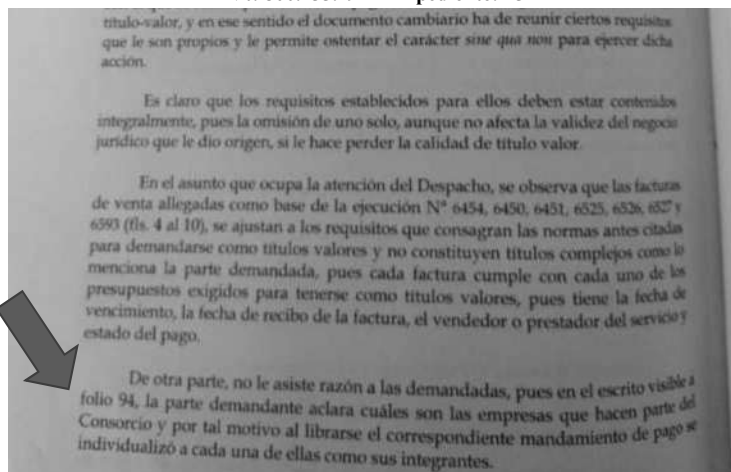 título-valor, y en ese sentido el documento cambiario ha de reunir ciertos requisitos
que le son propios y le permite ostentar el carácter sine qua non para ejercer dicha
acción.
Es claro que los requisitos establecidos para ellos deben estar contenidos
integralmente, pues la omisión de uno solo, aunque no afecta la validez del negocio
jurídico que le dio origen, si le hace perder la calidad de título valor.
En el asunto que ocupa la atención del Despacho, se observa que las facturas
de venta allegadas como base de la ejecución N° 6454, 6450, 6451, 6525, 6526, 6527 y
6593 (fls. 4 al 10), se ajustan a los requisitos que consagran las normas antes citadas
para demandarse como títulos valores y no constituyen títulos complejos como lo
menciona la parte demandada, pues cada factura cumple con cada uno de los
presupuestos exigidos para tenerse como títulos valores, pues tiene la fecha de
vencimiento, la fecha de recibo de la factura, el vendedor o prestador del servicio y
estado del pago.
De otra parte, no le asiste razón a las demandadas, pues en el escrito visible a
folio 94, la parte demandante aclara cuáles son las empresas que hacen parte del
Consorcio y por tal motivo al librarse el correspondiente mandamiento de pago se
individualizó a cada una de ellas como sus integrantes.